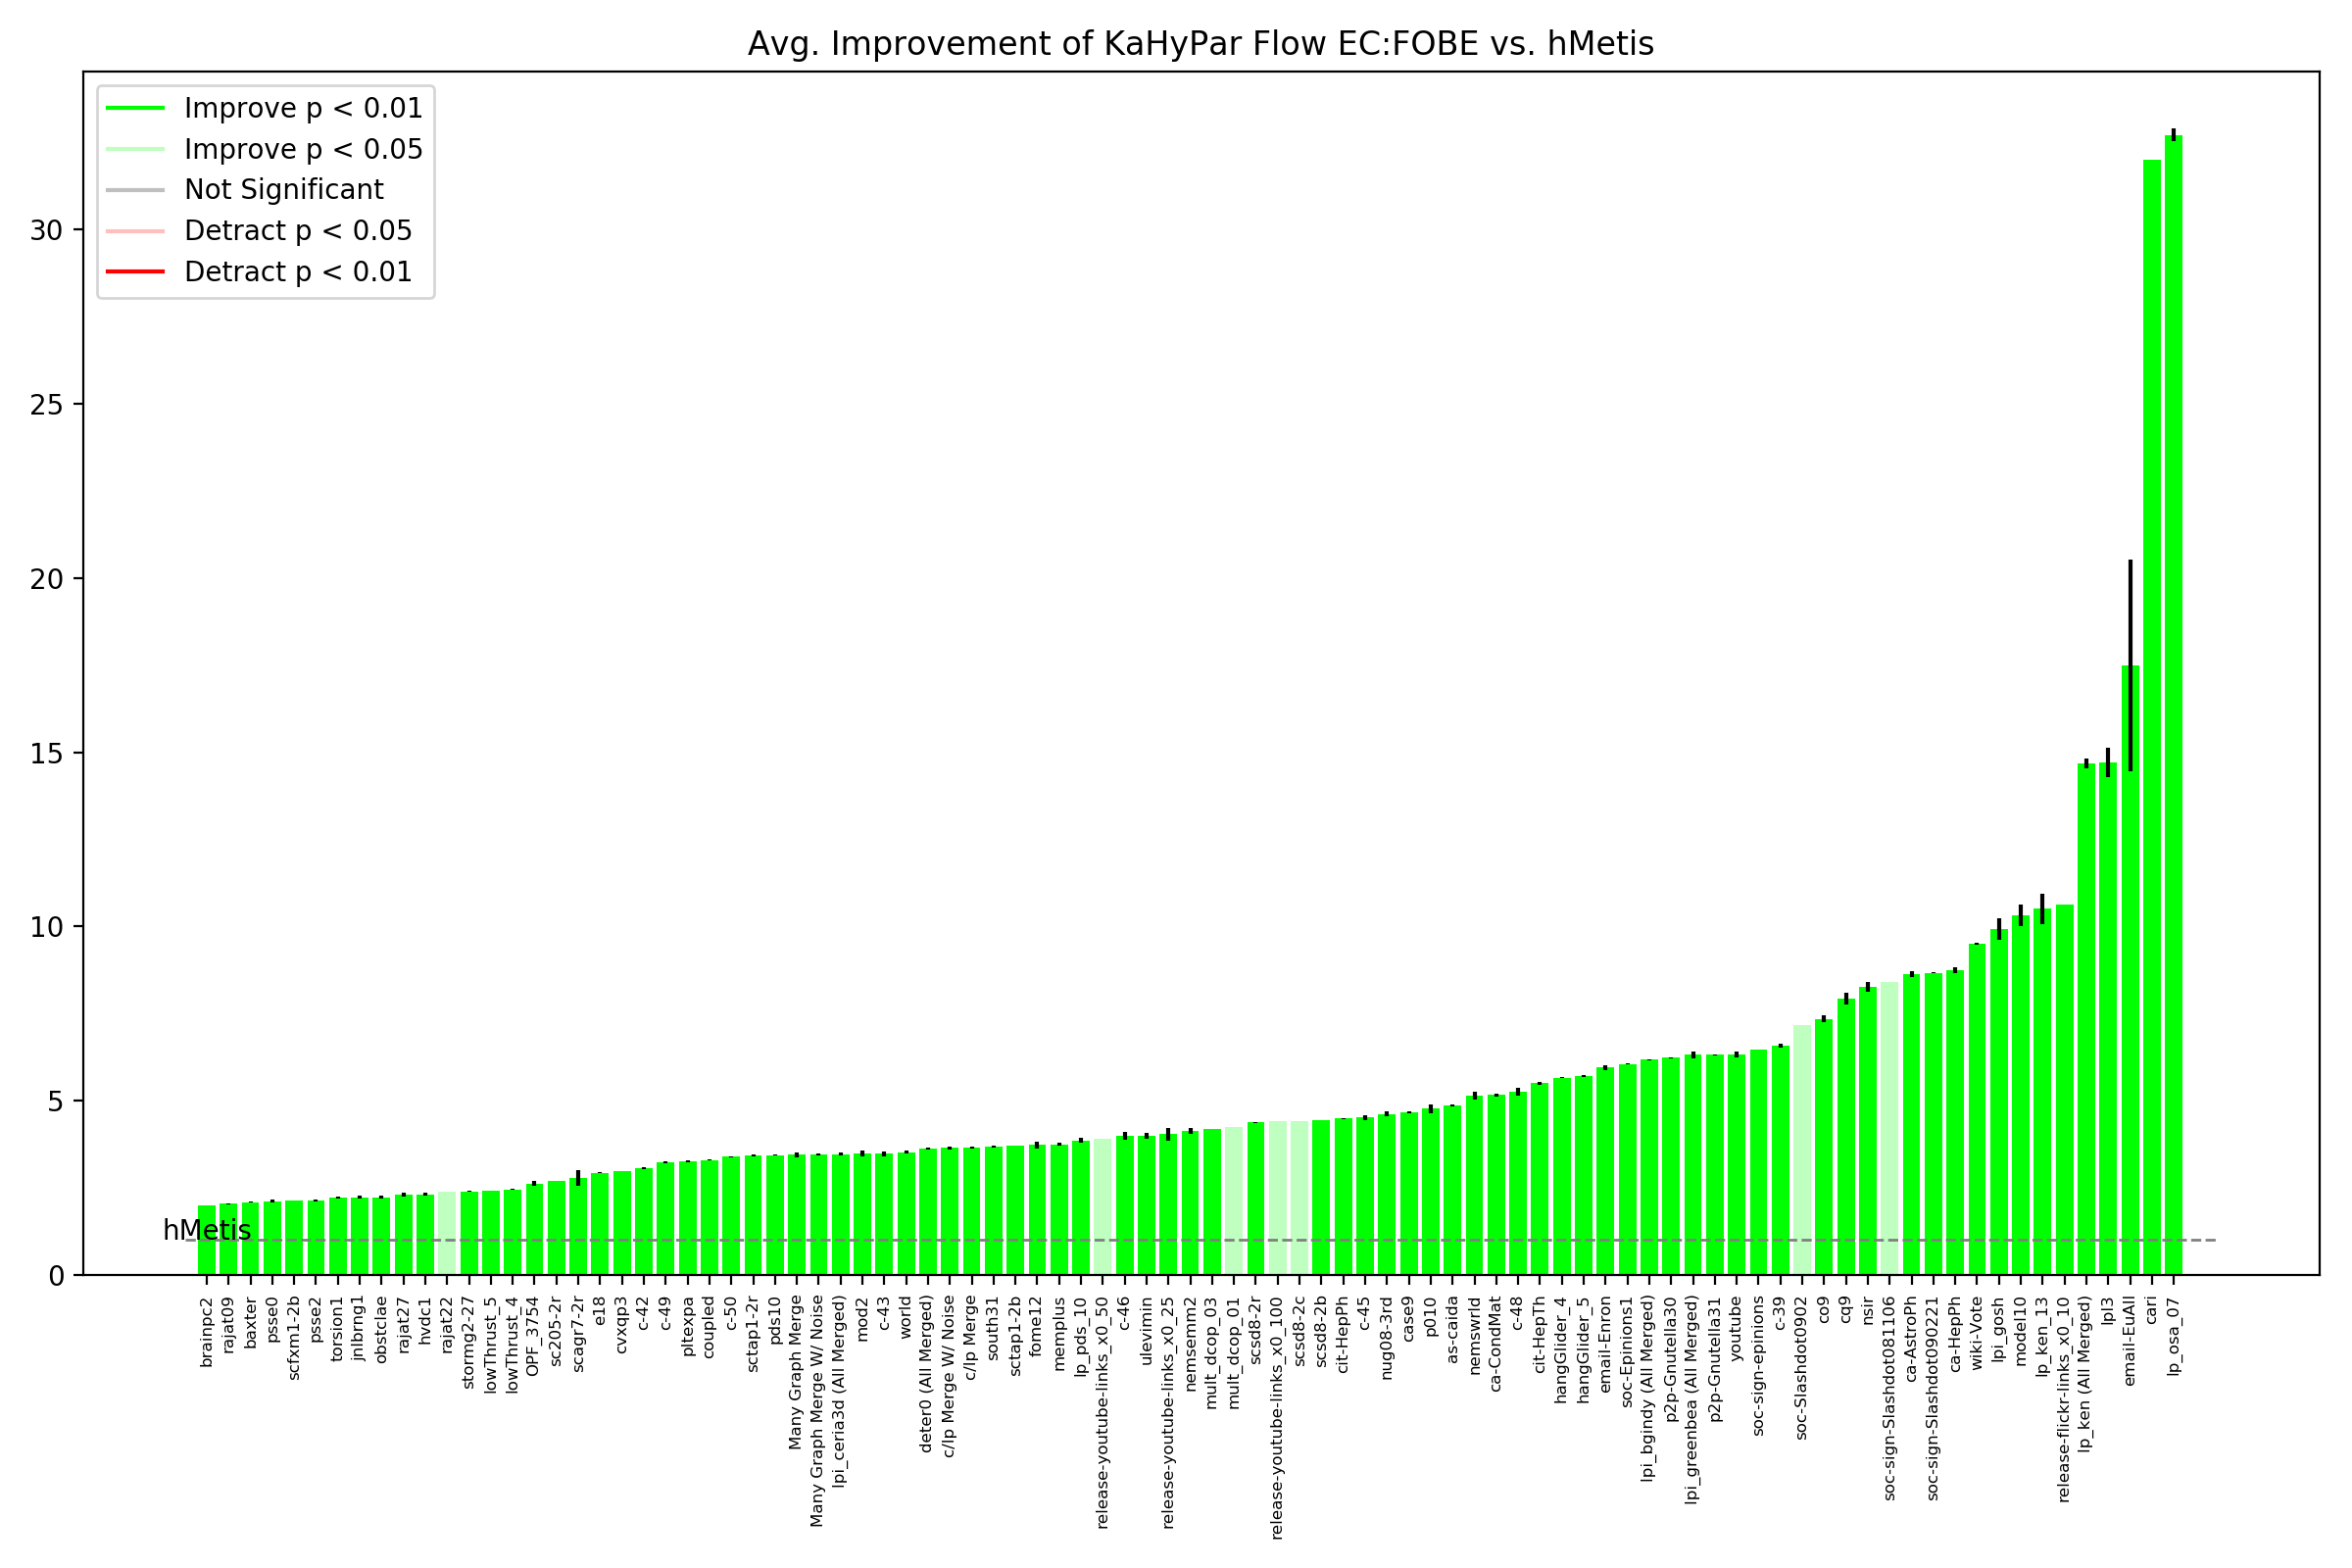 Avg. Improvement of KaHyPar Flow EC:FOBE vs. hMetis
Improve p < 0.01
Improve p < 0.05
Not Significant
Detract p < 0.05
Detract p < 0.01
30
25
20
15
10
5
0
hMetis
brainpc2
rajat09
baxter
psse0
scfxm1-2b
psse2
torsion1
jnlbrng1
obstclae
rajat27
hvdc1
rajat22
stormg2-27
lowThrust_5
lowThrust_4
OPF_3754
sc205-2r
scagr7-2r
e18
cvxqp3
c-42
c-49
pltexpa
coupled
c-50
sctap1-2r
pds10
Many Graph Merge
Many Graph Merge W/ Noise
lpi_ceria3d (All Merged)
mod2
c-43
world
deter0 (All Merged)
c/lp Merge W/ Noise
c/lp Merge
south31
sctap1-2b
fome12
memplus
lp_pds_10
release-youtube-links_x0_50
c-46
ulevimin
release-youtube-links_x0_25
nemsemm2
mult_dcop_03
mult_dcop_01
scsd8-2r
release-youtube-links_x0_100
scsd8-2c
scsd8-2b
cit-HepPh
c-45
nug08-3rd
case9
p010
as-caida
nemswrld
ca-CondMat
c-48
cit-HepTh
hangGlider_4
hangGlider_5
email-Enron
soc-Epinions1
lpi_bgindy (All Merged)
p2p-Gnutella30
lpi_greenbea (All Merged)
p2p-Gnutella31
youtube
soc-sign-epinions
c-39
soc-Slashdot0902
co9
cq9
nsir
soc-sign-Slashdot081106
ca-AstroPh
soc-sign-Slashdot090221
ca-HepPh
wiki-Vote
lpi_gosh
model10
lp_ken_13
release-flickr-links_x0_10
lp_ken (All Merged)
lpl3
email-EuAll
cari
lp_osa_07